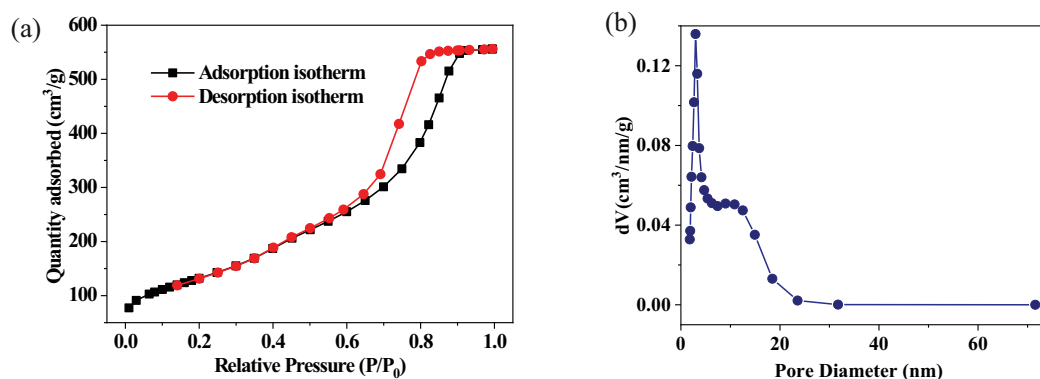 (a)
600
500
400
300
200
100
Quantity adsorbed (cm³/g)
Adsorption isotherm
Desorption isotherm
0.0 0.2 0.4 0.6 0.8 1.0
Relative Pressure (P/P₀)
(b)
0.12
0.08
0.04
0.00
dV (cm³/nm/g)
0 20 40 60
Pore Diameter (nm)